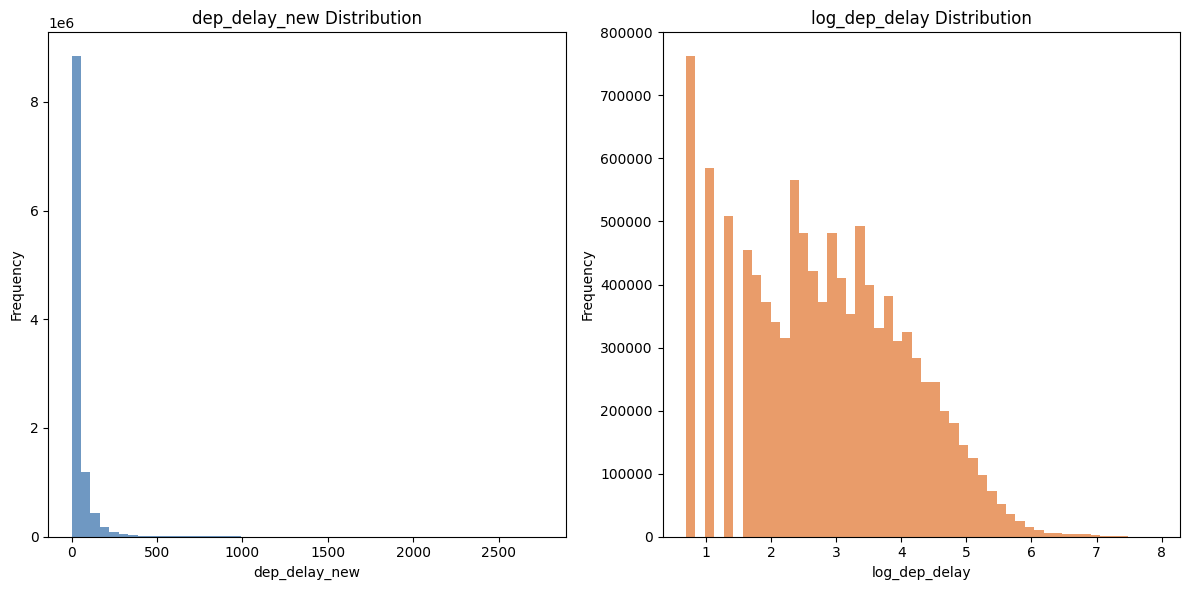 dep_delay_new Distribution
1e6
Frequency
8
6
4
2
0
0 500 1000 1500 2000 2500
dep_delay_new
log_dep_delay Distribution
Frequency
800000
700000
600000
500000
400000
300000
200000
100000
0
1 2 3 4 5 6 7 8
log_dep_delay